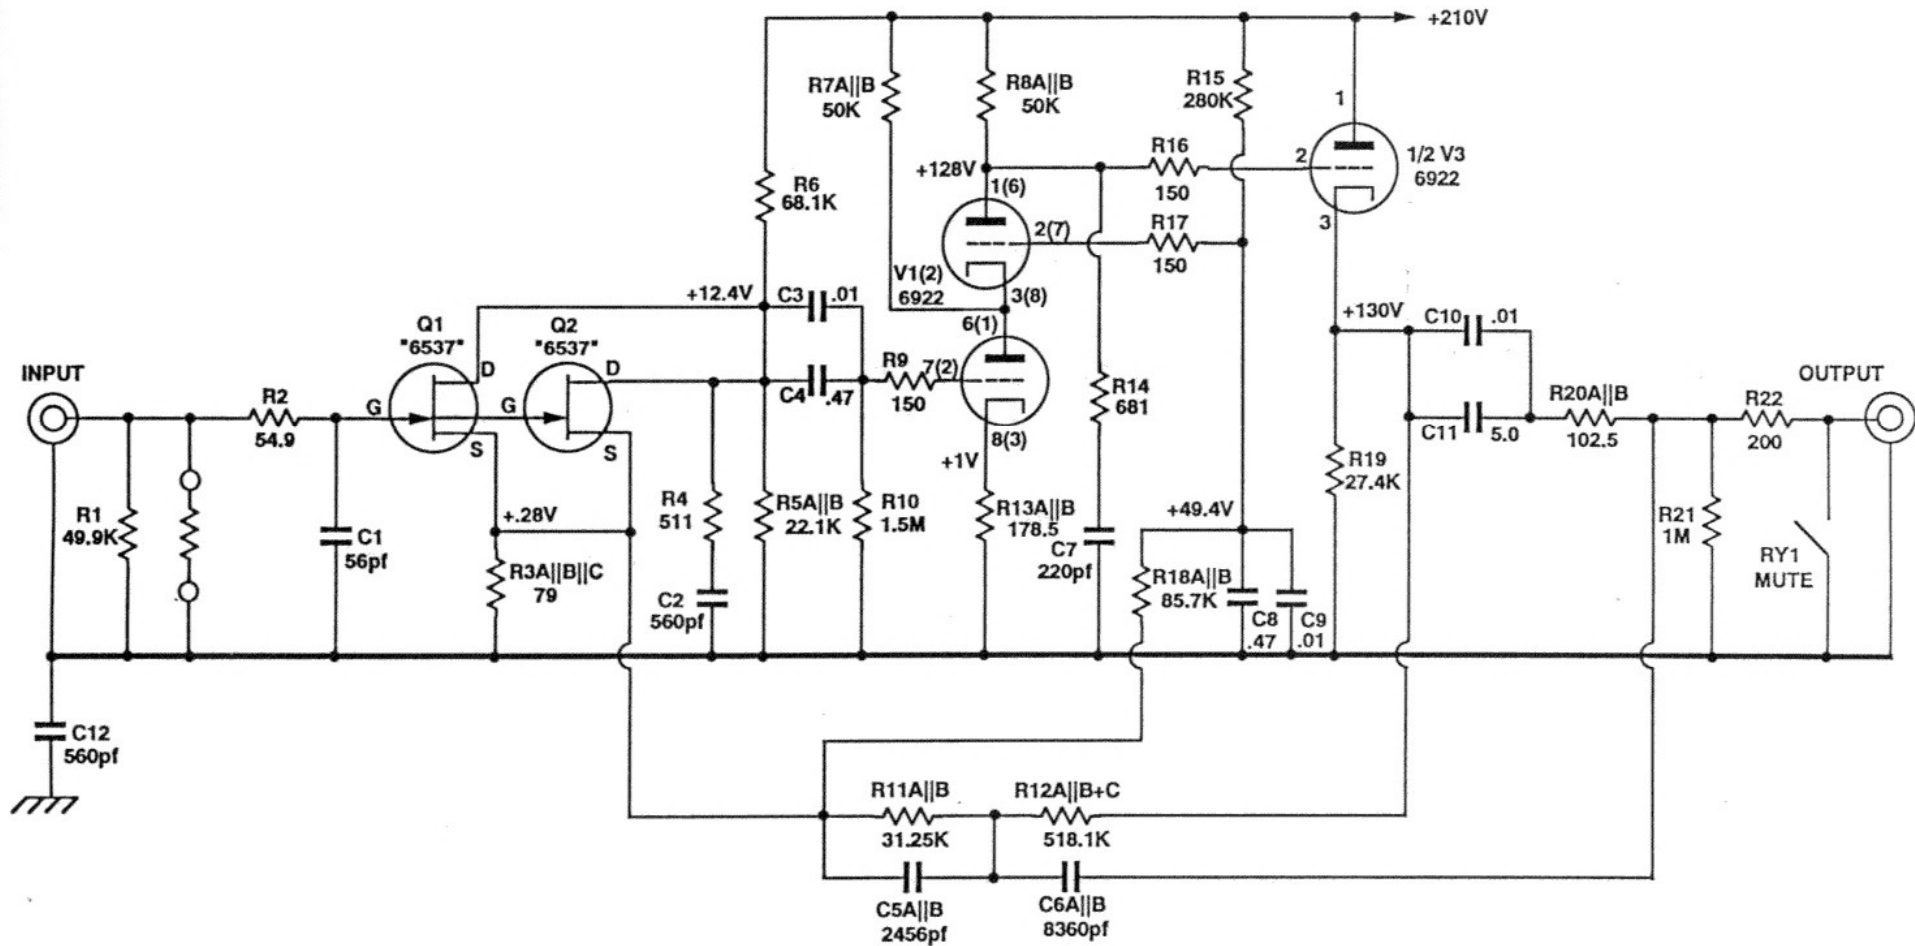 +210V
R7A||B
50K
R8A||B
50K
R15
280K
1
R6
68.1K
+128V
1(6)
R16
150
2
1/2 V3
6922
3
2(7)
R17
150
V1(2)
6922
3(8)
+12.4V
C3
.01
6(1)
+130V
C10
.01
Q1
"6537"
Q2
"6537"
D
D
INPUT
R2
54.9
G
G
S
S
C4
.47
R9
150
7(2)
8(3)
+1V
R14
681
C11
5.0
R20A||B
102.5
R22
200
OUTPUT
R1
49.9K
C1
56pf
+.28V
R3A||B||C
79
R4
511
R5A||B
22.1K
R10
1.5M
R13A||B
178.5
C7
220pf
+49.4V
R19
27.4K
R21
1M
RY1
MUTE
C2
560pf
R18A||B
85.7K
C8
.47
C9
.01
C12
560pf
R11A||B
31.25K
R12A||B+C
518.1K
C5A||B
2456pf
C6A||B
8360pf